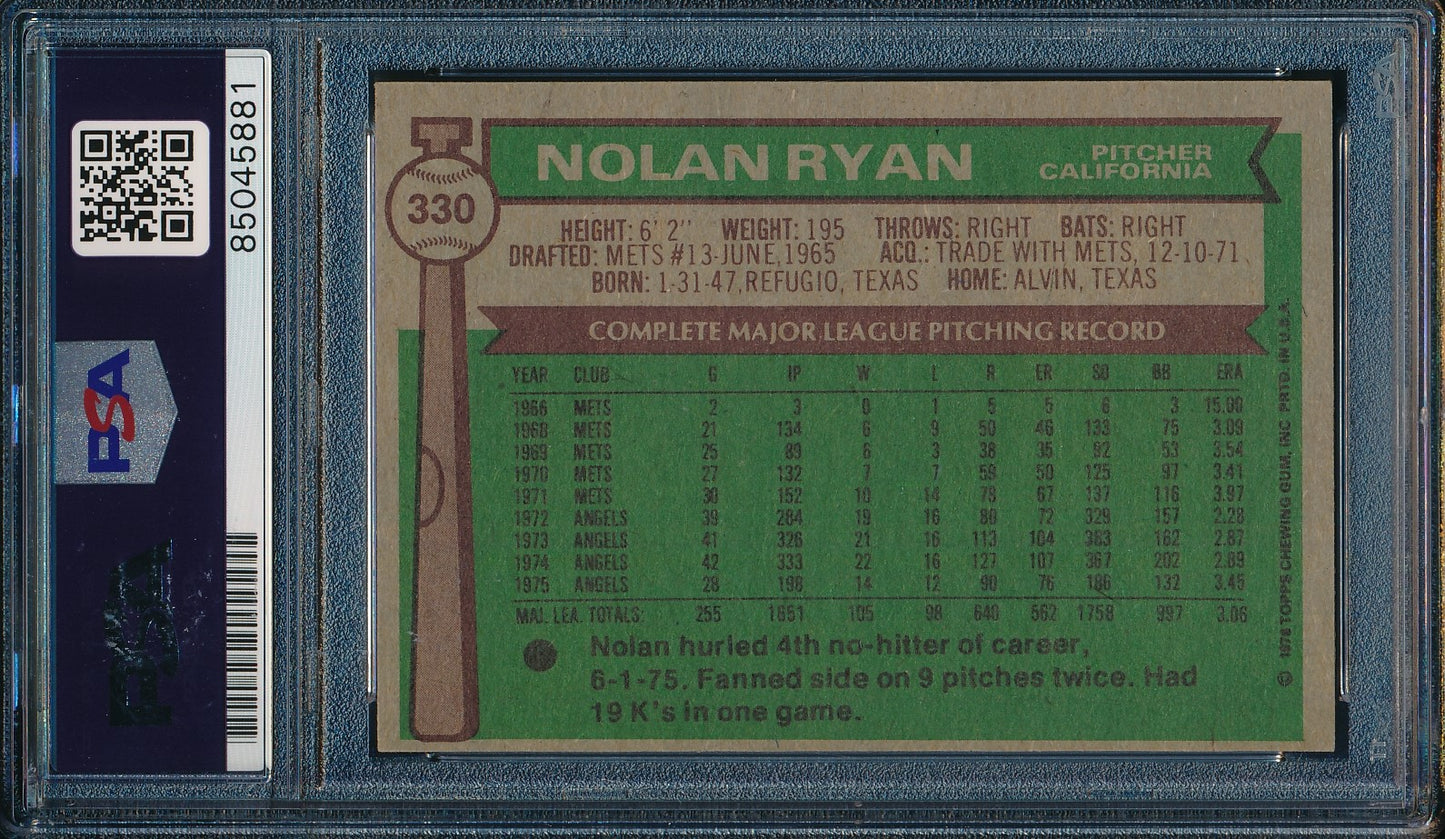 85045881
PSA
PSA
330
NOLAN RYAN
PITCHER
CALIFORNIA
HEIGHT: 6' 2" WEIGHT: 195 THROWS: RIGHT BATS: RIGHT
DRAFTED: METS #13-JUNE, 1965 ACQ.: TRADE WITH METS, 12-10-71
BORN: 1-31-47, REFUGIO, TEXAS HOME: ALVIN, TEXAS
COMPLETE MAJOR LEAGUE PITCHING RECORD
YEAR CLUB G IP W L R ER SO BB ERA
1966 METS 2 3 0 1 5 5 6 3 15.00
1968 METS 21 134 6 9 50 46 133 75 3.09
1969 METS 25 89 6 3 38 35 92 53 3.54
1970 METS 27 132 7 7 59 50 125 97 3.41
1971 METS 30 152 10 14 78 67 137 116 3.97
1972 ANGELS 39 284 19 16 80 72 329 157 2.28
1973 ANGELS 41 326 21 16 113 104 383 162 2.87
1974 ANGELS 42 333 22 16 127 107 367 202 2.89
1975 ANGELS 28 198 14 12 90 76 186 132 3.45
MAJ. LEA. TOTALS: 255 1651 105 98 640 562 1758 997 3.06
Nolan hurled 4th no-hitter of career,
6-1-75. Fanned side on 9 pitches twice. Had
19 K's in one game.
© 1976 TOPPS CHEWING GUM, INC PRTD. IN U.S.A.